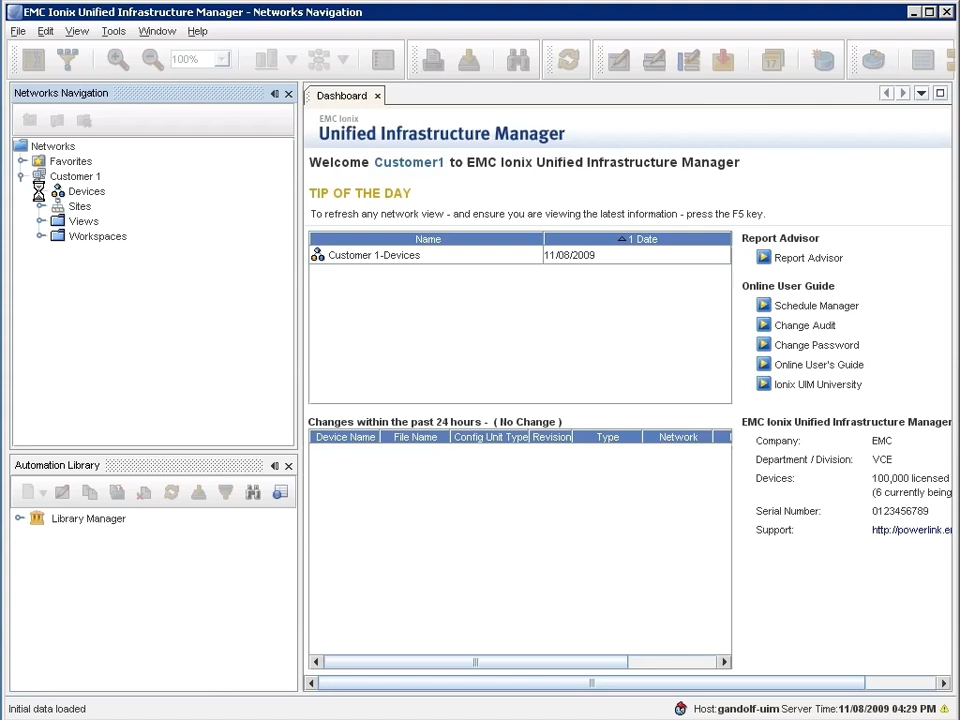 EMC Ionix Unified Infrastructure Manager - Networks Navigation
File Edit View Tools Window Help
100%
17
Networks Navigation
Networks
Favorites
Customer 1
Devices
Sites
Views
Workspaces
Automation Library
Library Manager
Dashboard
EMC Ionix
Unified Infrastructure Manager
Welcome Customer1 to EMC Ionix Unified Infrastructure Manager
TIP OF THE DAY
To refresh any network view - and ensure you are viewing the latest information - press the F5 key.
Name 1 Date
Customer 1-Devices 11/08/2009
Report Advisor
Report Advisor
Online User Guide
Schedule Manager
Change Audit
Change Password
Online User's Guide
Ionix UIM University
Changes within the past 24 hours - ( No Change )
Device Name File Name Config Unit Type Revision Type Network
EMC Ionix Unified Infrastructure Manager
Company: EMC
Department / Division: VCE
Devices: 100,000 licensed
(6 currently being
Serial Number: 0123456789
Support: http://powerlink.e
Initial data loaded
Host:gandolf-uim Server Time:11/08/2009 04:29 PM